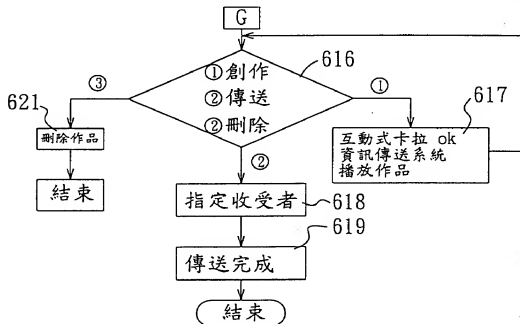 G
616
①創作
②傳送
②刪除
③
①
②
621
刪除作品
結束
617
互動式卡拉 ok
資訊傳送系統
播放作品
指定收受者
618
619
傳送完成
結束